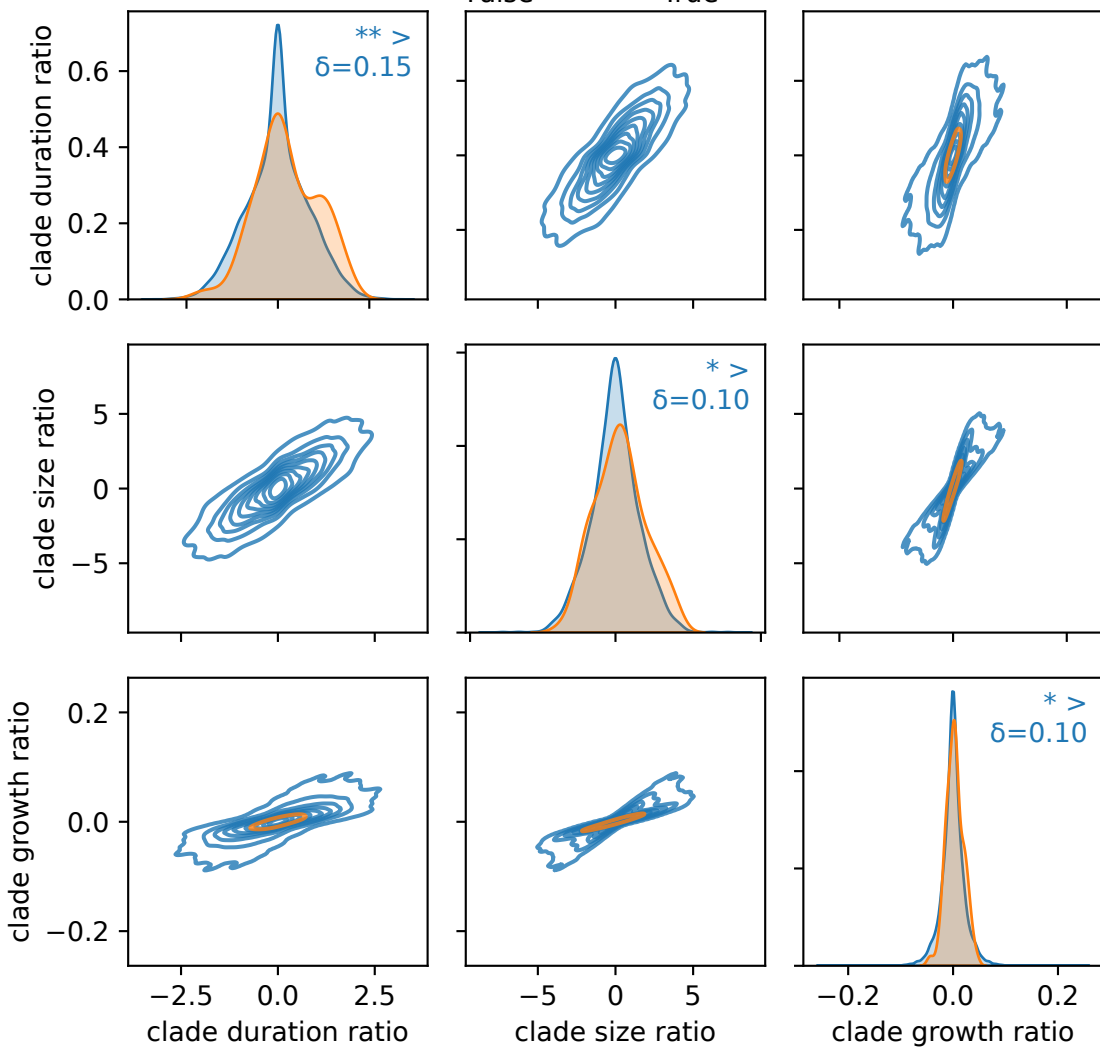 ** >
δ=0.15
clade duration ratio
0.6
0.4
0.2
0.0
* >
δ=0.10
clade size ratio
5
0
−5
* >
δ=0.10
clade growth ratio
0.2
0.0
−0.2
−2.5 0.0 2.5
−5 0 5
−0.2 0.0 0.2
clade duration ratio
clade size ratio
clade growth ratio